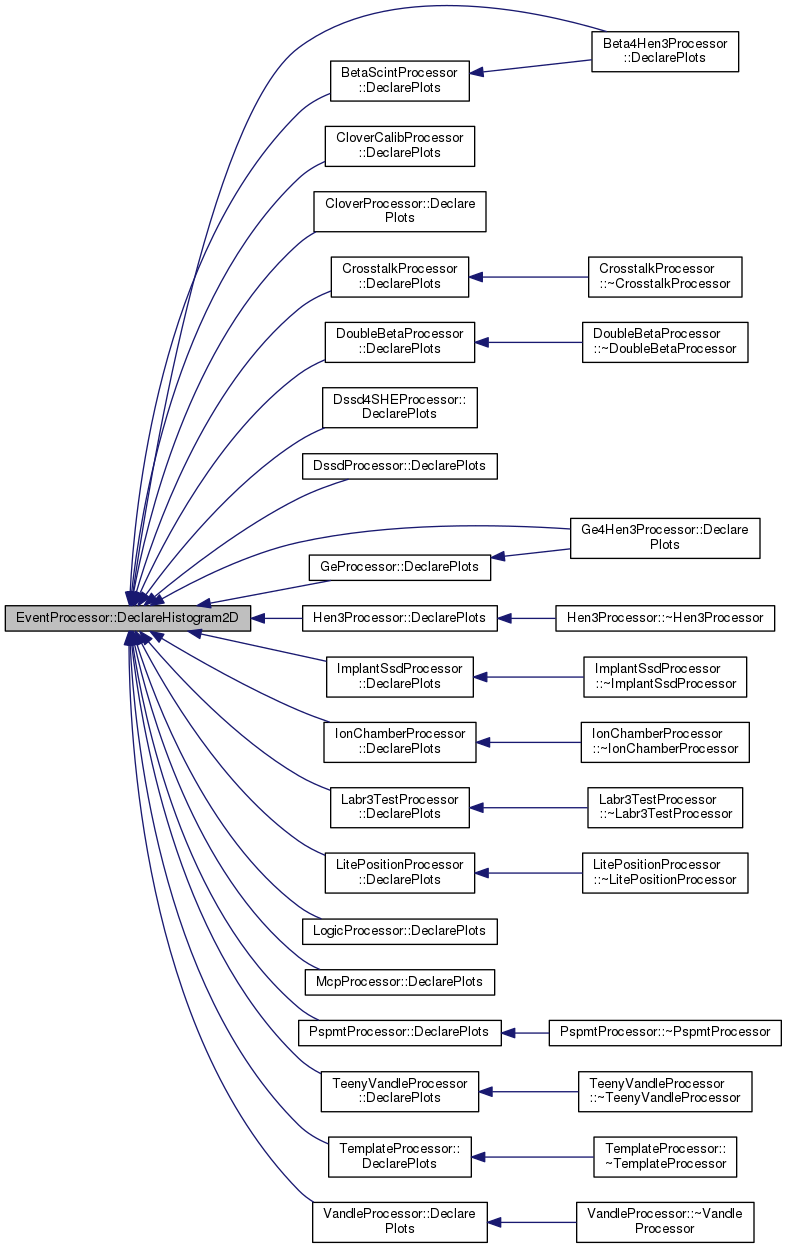 Beta4Hen3Processor
::DeclarePlots
BetaScintProcessor
::DeclarePlots
CloverCalibProcessor
::DeclarePlots
CloverProcessor::Declare
Plots
CrosstalkProcessor
::DeclarePlots
CrosstalkProcessor
::~CrosstalkProcessor
DoubleBetaProcessor
::DeclarePlots
DoubleBetaProcessor
::~DoubleBetaProcessor
Dssd4SHEProcessor::
DeclarePlots
DssdProcessor::DeclarePlots
Ge4Hen3Processor::Declare
Plots
GeProcessor::DeclarePlots
EventProcessor::DeclareHistogram2D
Hen3Processor::DeclarePlots
Hen3Processor::~Hen3Processor
ImplantSsdProcessor
::DeclarePlots
ImplantSsdProcessor
::~ImplantSsdProcessor
IonChamberProcessor
::DeclarePlots
IonChamberProcessor
::~IonChamberProcessor
Labr3TestProcessor
::DeclarePlots
Labr3TestProcessor
::~Labr3TestProcessor
LitePositionProcessor
::DeclarePlots
LitePositionProcessor
::~LitePositionProcessor
LogicProcessor::DeclarePlots
McpProcessor::DeclarePlots
PspmtProcessor::DeclarePlots
PspmtProcessor::~PspmtProcessor
TeenyVandleProcessor
::DeclarePlots
TeenyVandleProcessor
::~TeenyVandleProcessor
TemplateProcessor::
DeclarePlots
TemplateProcessor::
~TemplateProcessor
VandleProcessor::Declare
Plots
VandleProcessor::~Vandle
Processor